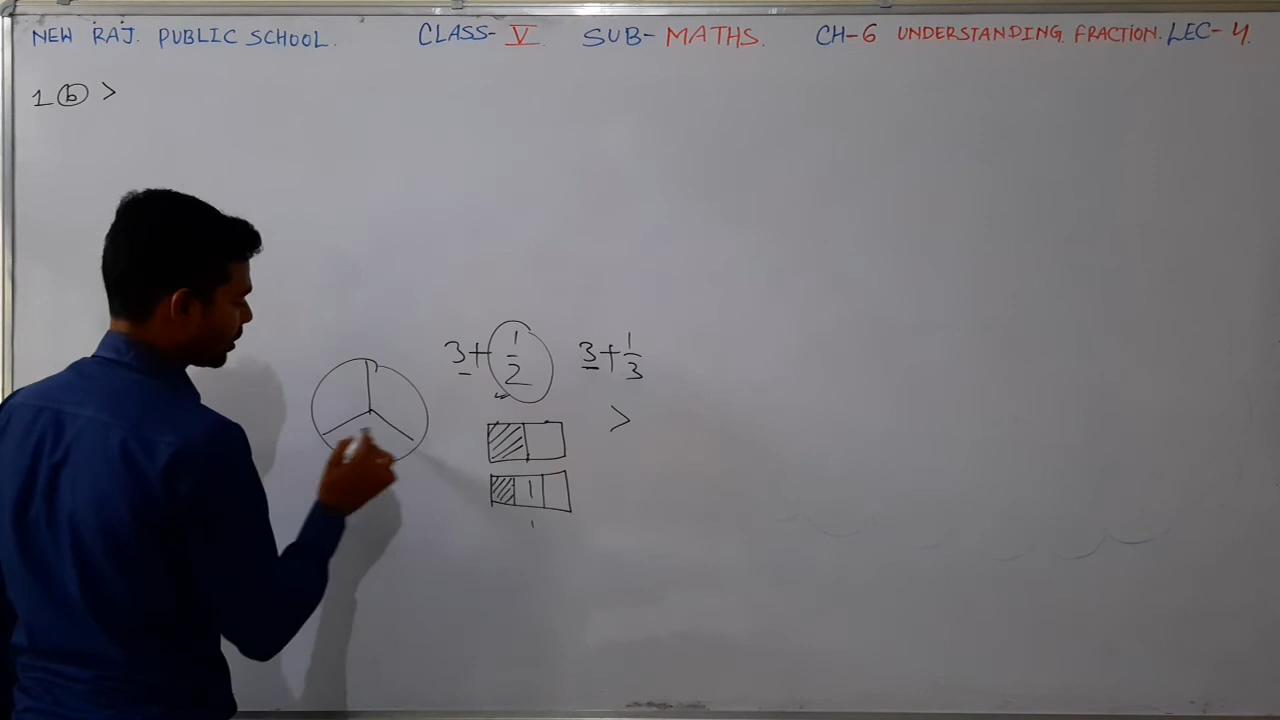 NEW RAJ. PUBLIC SCHOOL. CLASS- V. SUB- MATHS. CH-6 UNDERSTANDING. FRACTION. LEC- 4.
1 (b) >
3+ 1/2 3+ 1/3
>
1